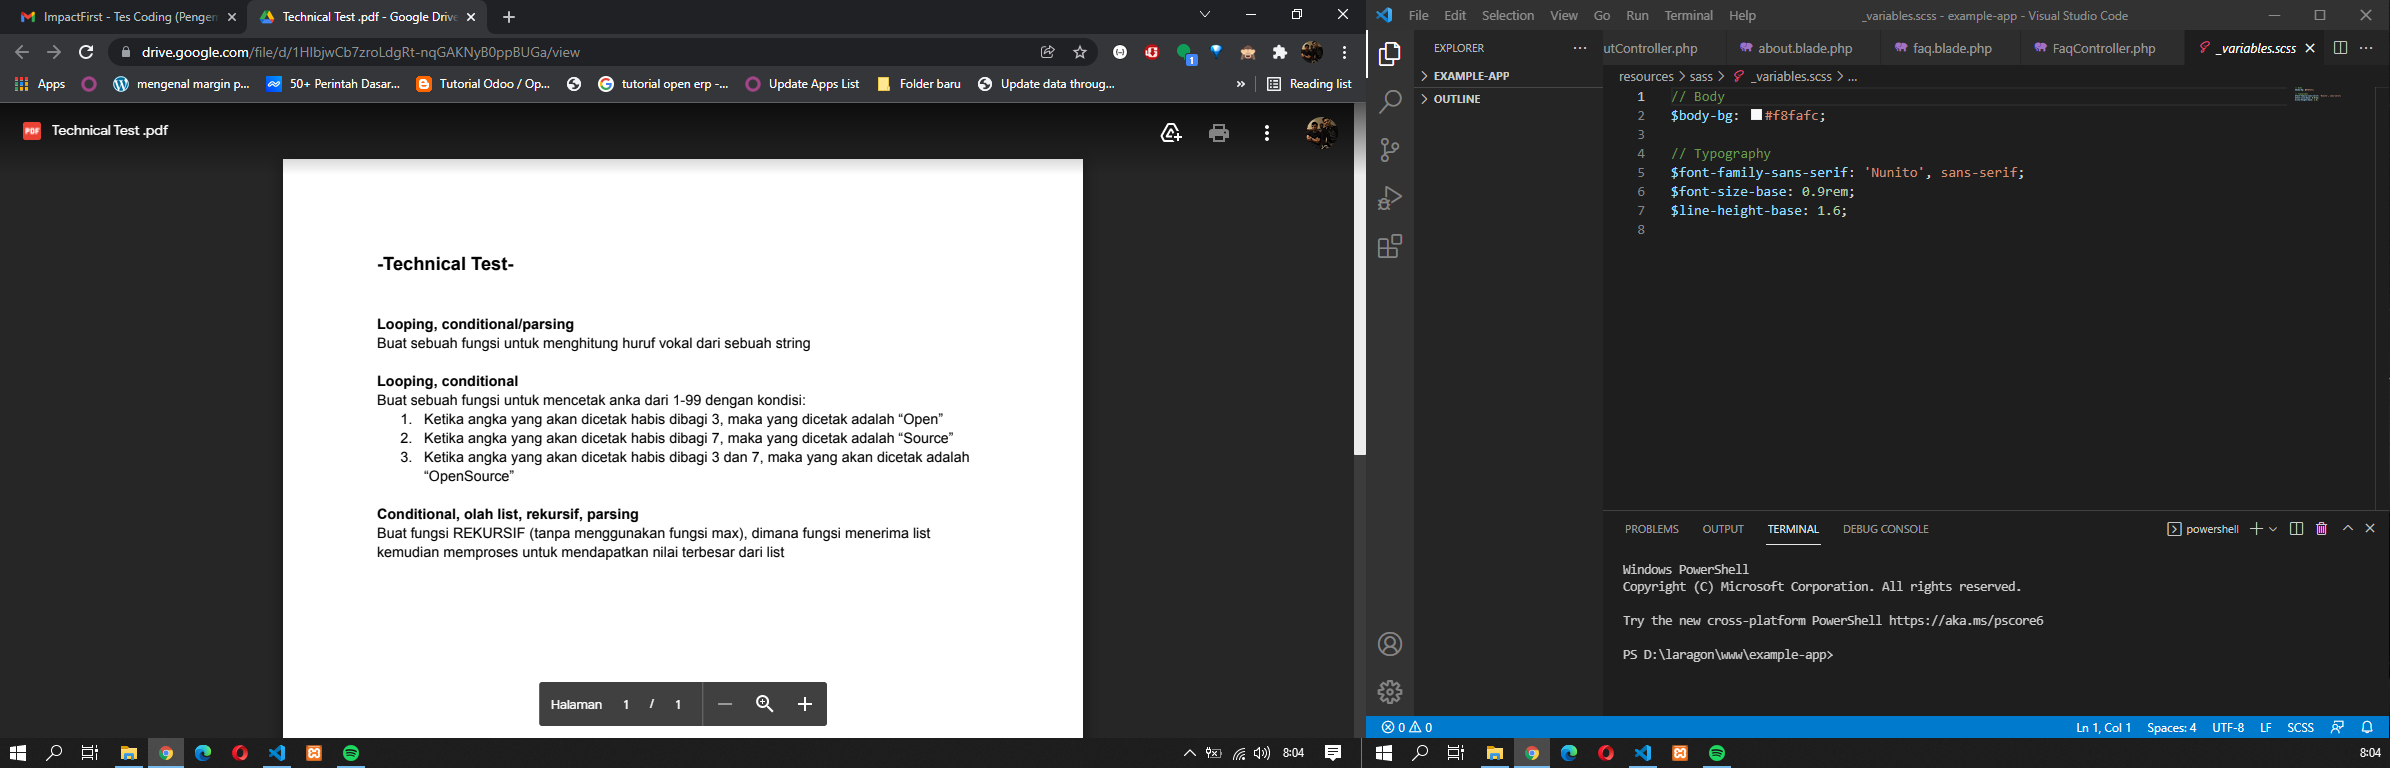 ImpactFirst - Tes Coding (Pengen
Technical Test .pdf - Google Drive
drive.google.com/file/d/1HIbjwCb7zroLdgRt-nqGAKNyB0ppBUGa/view
Apps
mengenal margin p...
50+ Perintah Dasar...
Tutorial Odoo / Op...
tutorial open erp -...
Update Apps List
Folder baru
Update data throug...
»
Reading list
PDF
Technical Test .pdf
-Technical Test-
Looping, conditional/parsing
Buat sebuah fungsi untuk menghitung huruf vokal dari sebuah string
Looping, conditional
Buat sebuah fungsi untuk mencetak anka dari 1-99 dengan kondisi:
1. Ketika angka yang akan dicetak habis dibagi 3, maka yang dicetak adalah “Open”
2. Ketika angka yang akan dicetak habis dibagi 7, maka yang dicetak adalah “Source”
3. Ketika angka yang akan dicetak habis dibagi 3 dan 7, maka yang akan dicetak adalah
“OpenSource”
Conditional, olah list, rekursif, parsing
Buat fungsi REKURSIF (tanpa menggunakan fungsi max), dimana fungsi menerima list
kemudian memproses untuk mendapatkan nilai terbesar dari list
Halaman 1 / 1
8:04
File Edit Selection View Go Run Terminal Help
_variables.scss - example-app - Visual Studio Code
EXPLORER
EXAMPLE-APP
OUTLINE
utController.php
about.blade.php
faq.blade.php
FaqController.php
_variables.scss
resources > sass > _variables.scss > ...
1 // Body
2 $body-bg: #f8fafc;
3
4 // Typography
5 $font-family-sans-serif: 'Nunito', sans-serif;
6 $font-size-base: 0.9rem;
7 $line-height-base: 1.6;
8
PROBLEMS OUTPUT TERMINAL DEBUG CONSOLE
powershell
Windows PowerShell
Copyright (C) Microsoft Corporation. All rights reserved.
Try the new cross-platform PowerShell https://aka.ms/pscore6
PS D:\laragon\www\example-app>
0 0
Ln 1, Col 1 Spaces: 4 UTF-8 LF SCSS
8:04